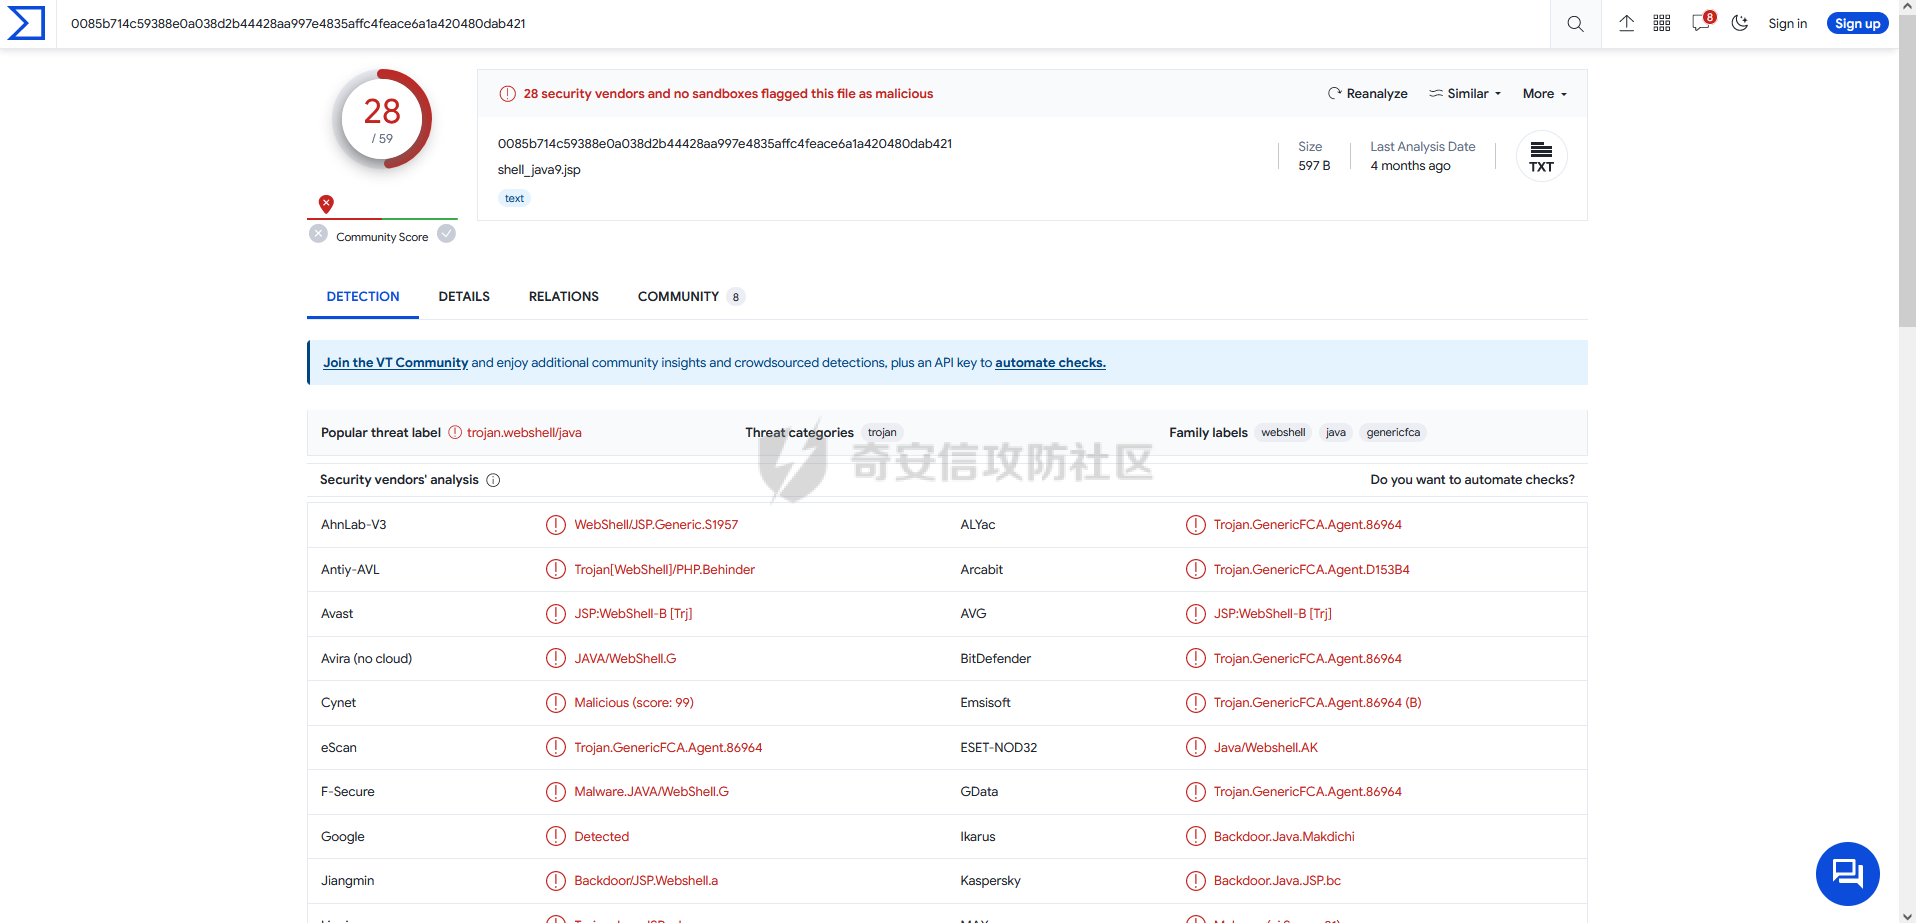 0085b714c59388e0a038d2b44428aa997e4835affc4feace6a1a420480dab421
8
Sign in
Sign up
28
/ 59
28 security vendors and no sandboxes flagged this file as malicious
Reanalyze
Similar
More
0085b714c59388e0a038d2b44428aa997e4835affc4feace6a1a420480dab421
shell_java9.jsp
text
Size
597 B
Last Analysis Date
4 months ago
TXT
Community Score
DETECTION
DETAILS
RELATIONS
COMMUNITY 8
Join the VT Community and enjoy additional community insights and crowdsourced detections, plus an API key to automate checks.
Popular threat label trojan.webshell/java
Threat categories trojan
Family labels webshell java genericfca
奇安信攻防社区
Security vendors' analysis
Do you want to automate checks?
AhnLab-V3 WebShell/JSP.Generic.S1957 ALYac Trojan.GenericFCA.Agent.86964
Antiy-AVL Trojan[WebShell]/PHP.Behinder Arcabit Trojan.GenericFCA.Agent.D153B4
Avast JSP:WebShell-B [Trj] AVG JSP:WebShell-B [Trj]
Avira (no cloud) JAVA/WebShell.G BitDefender Trojan.GenericFCA.Agent.86964
Cynet Malicious (score: 99) Emsisoft Trojan.GenericFCA.Agent.86964 (B)
eScan Trojan.GenericFCA.Agent.86964 ESET-NOD32 Java/Webshell.AK
F-Secure Malware.JAVA/WebShell.G GData Trojan.GenericFCA.Agent.86964
Google Detected Ikarus Backdoor.Java.Makdichi
Jiangmin Backdoor/JSP.Webshell.a Kaspersky Backdoor.Java.JSP.bc